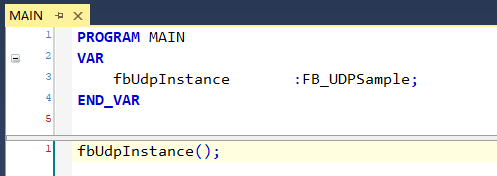 MAIN
1 PROGRAM MAIN
2 VAR
3 fbUdpInstance :FB_UDPSample;
4 END_VAR
5
1 fbUdpInstance();